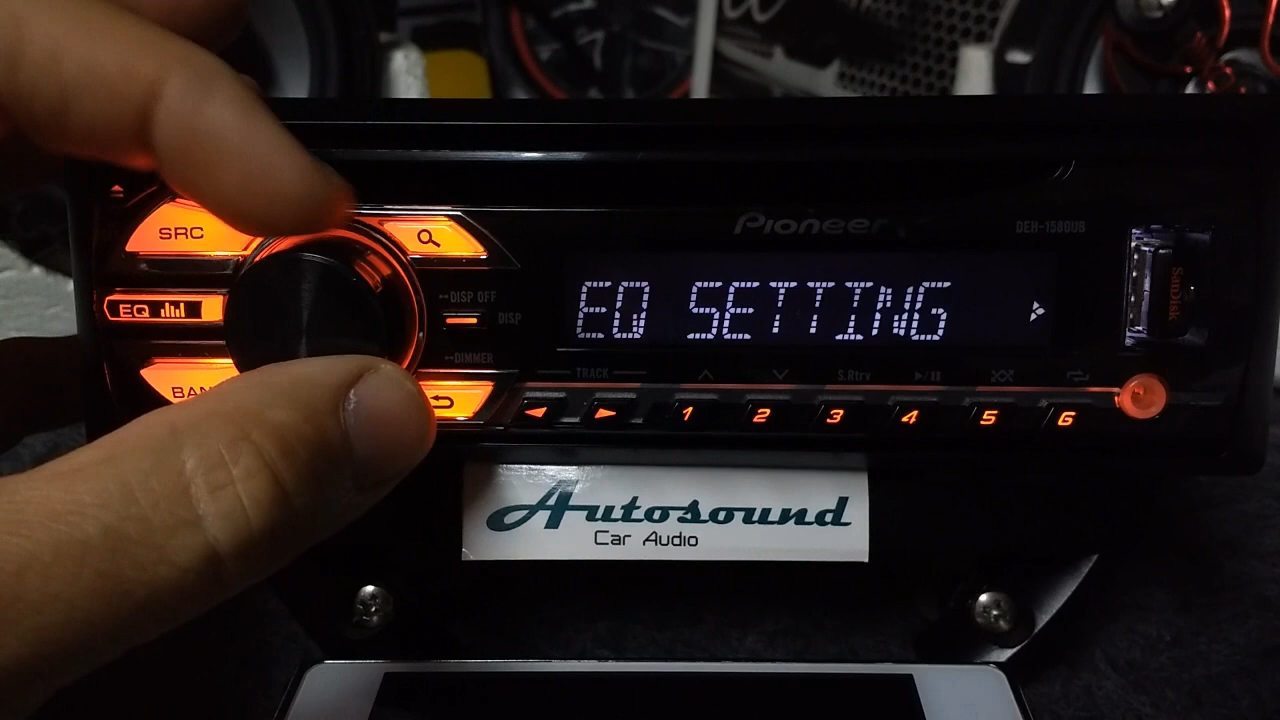 Pioneer
DEH-1580UB
SRC
DISP OFF
EQ
EQ SETTING
DISP
SanDisk
DIMMER
TRACK
S.Rtrv
BAN
1 2 3 4 5 6
Autosound
Car Audio